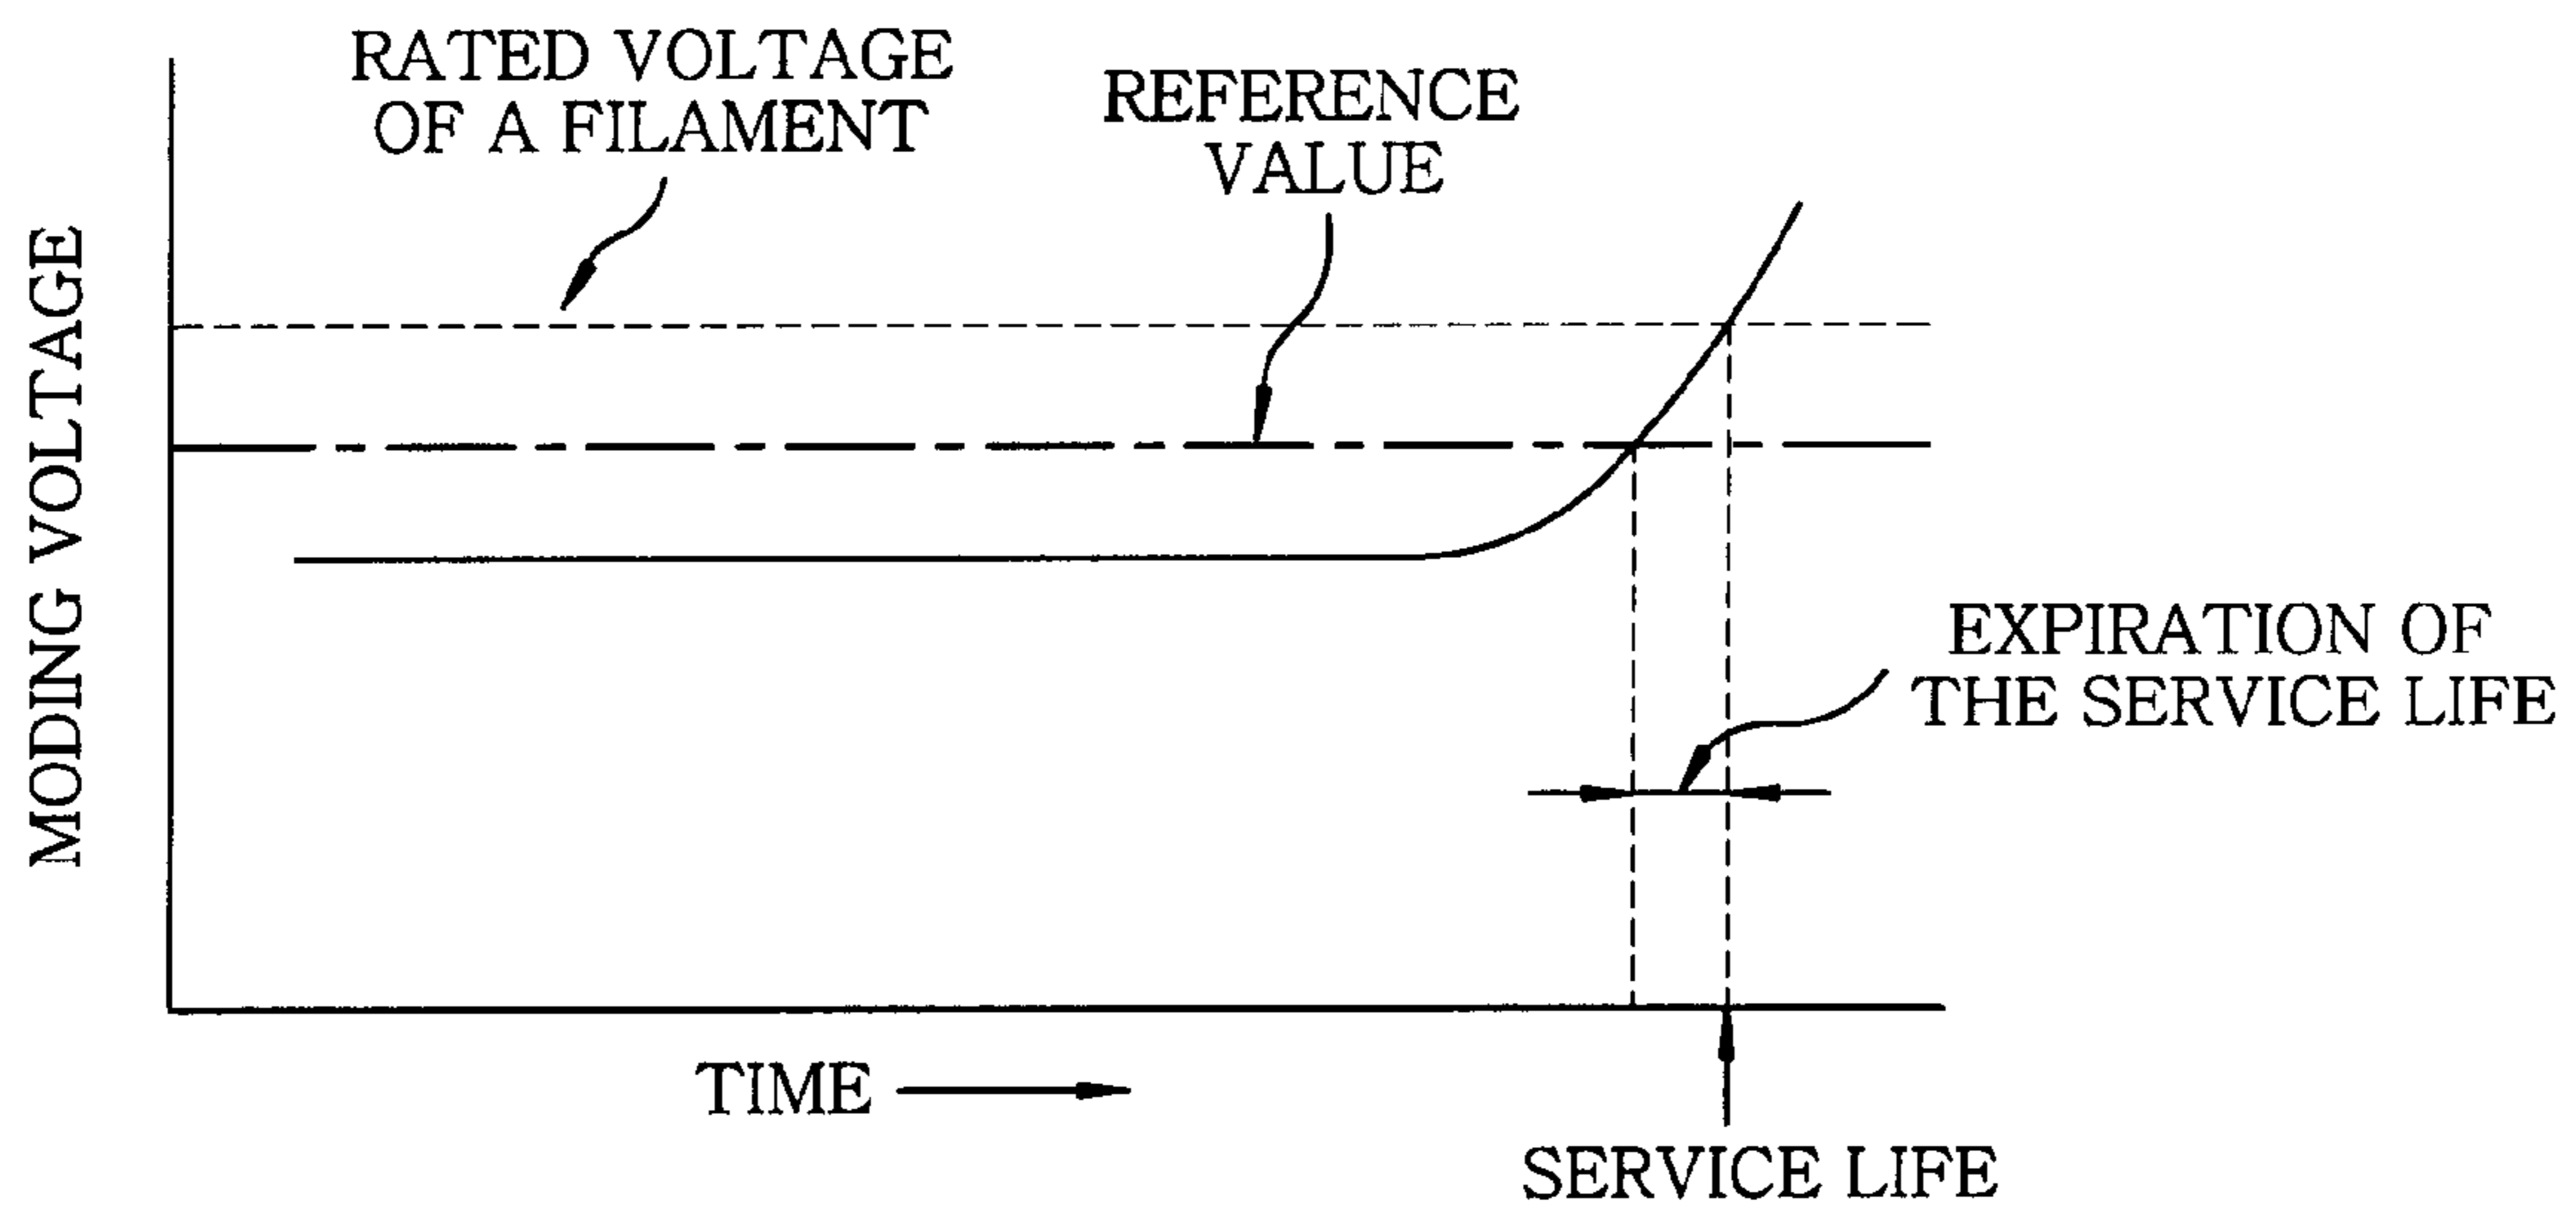 RATED VOLTAGE
OF A FILAMENT
REFERENCE
VALUE
MODING VOLTAGE
EXPIRATION OF
THE SERVICE LIFE
TIME
SERVICE LIFE